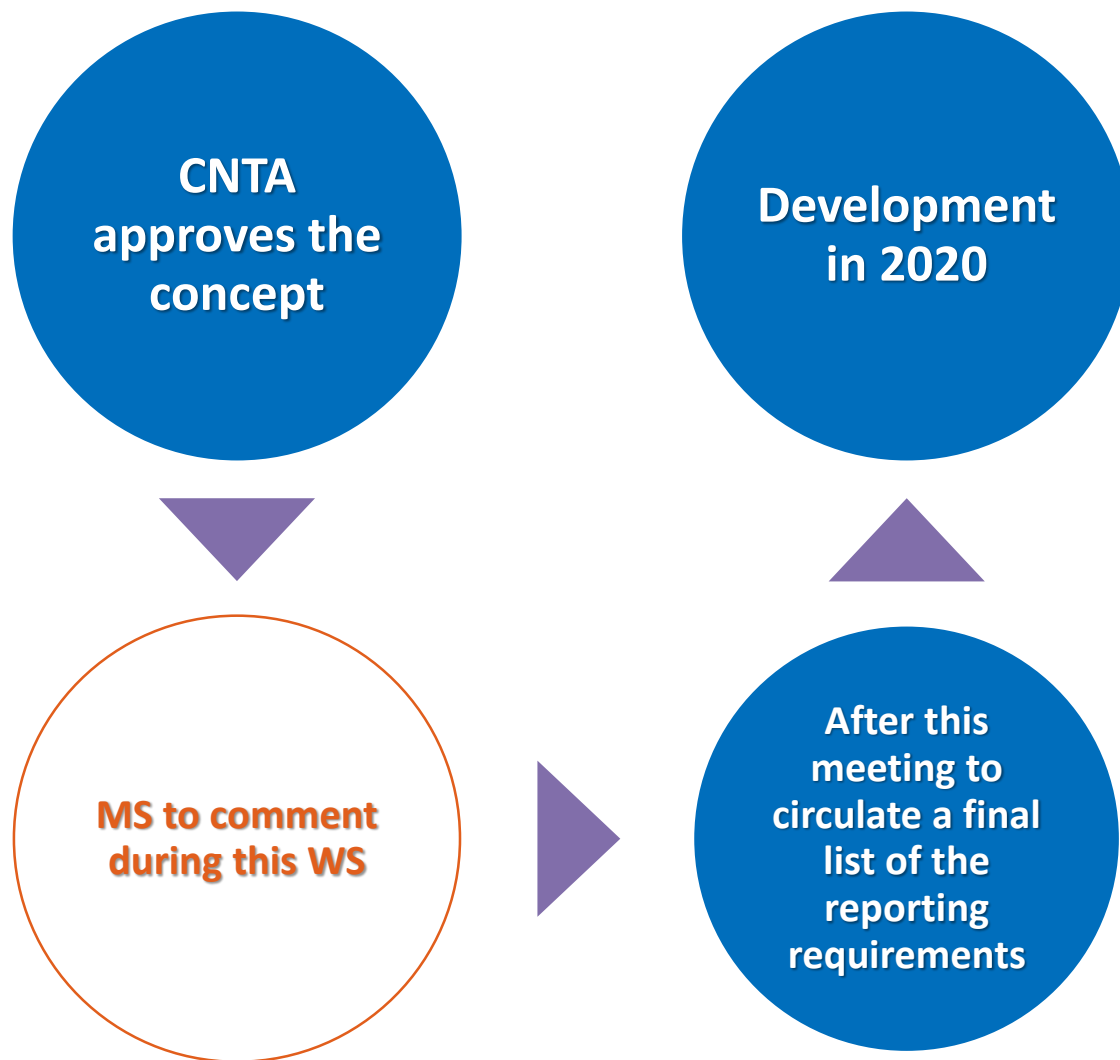 CNTA
approves the
concept
MS to comment
during this WS
After this
meeting to
circulate a final
list of the
reporting
requirements
Development
in 2020